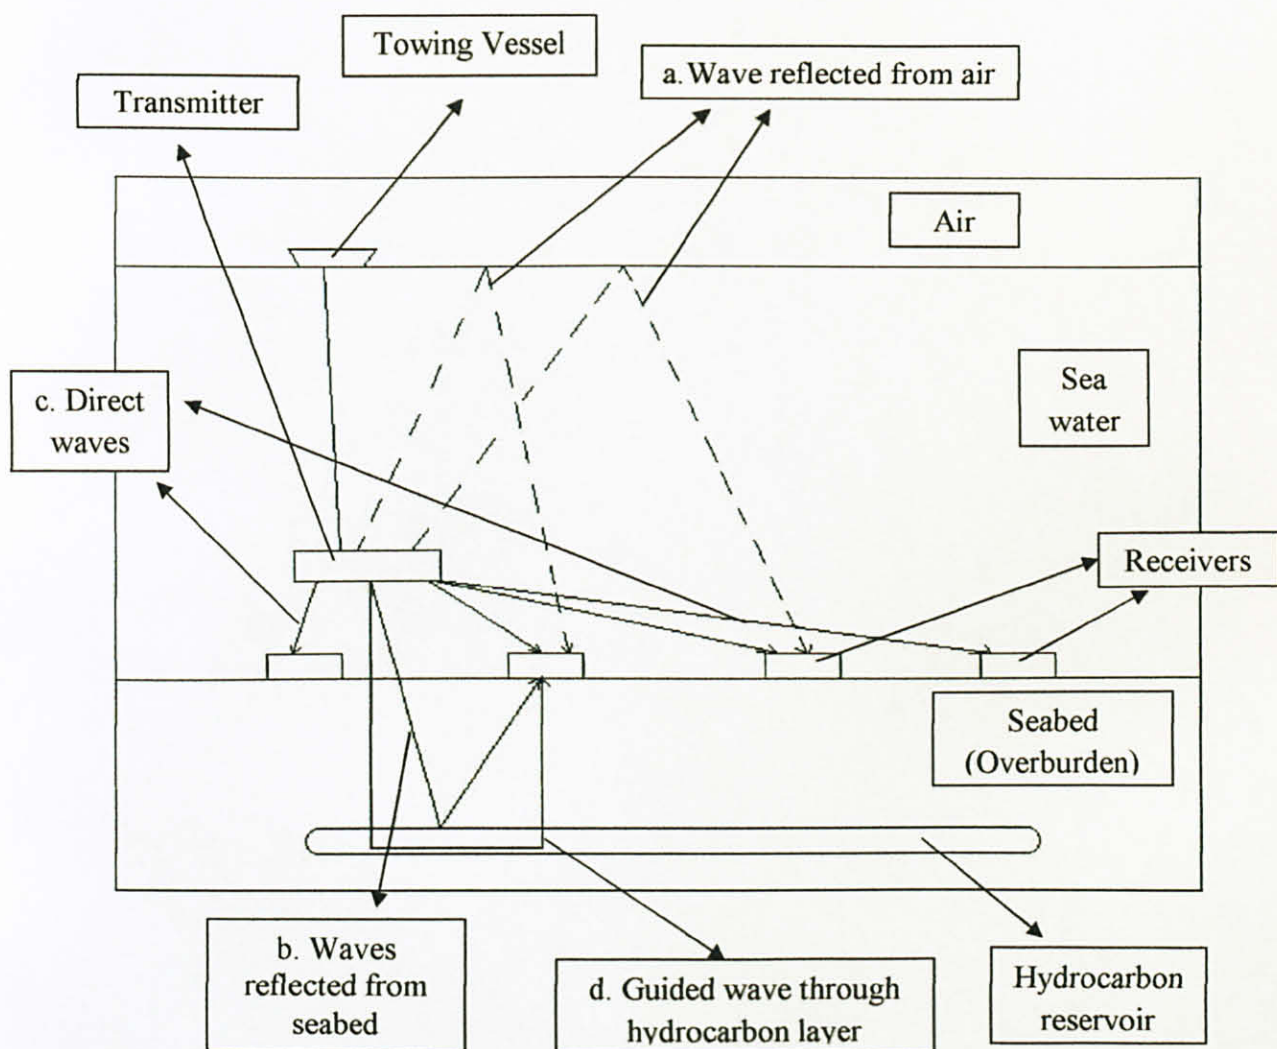 Towing Vessel
a. Wave reflected from air
Transmitter
Air
c. Direct
waves
Sea
water
Receivers
Seabed
(Overburden)
b. Waves
reflected from
seabed
d. Guided wave through
hydrocarbon layer
Hydrocarbon
reservoir